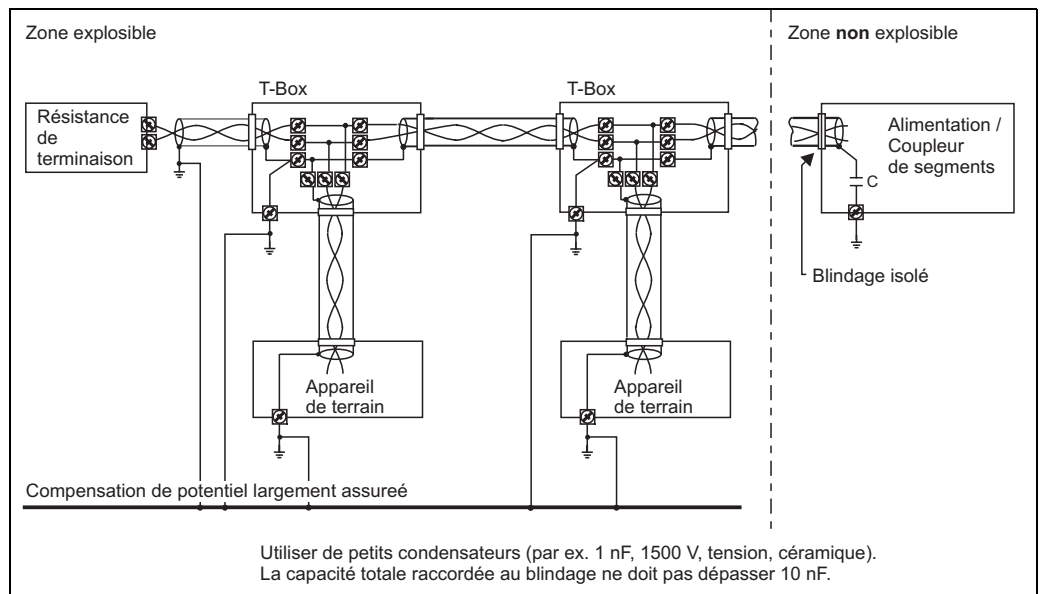 Zone explosible
Zone non explosible
T-Box
T-Box
Résistance
de
terminaison
Alimentation /
Coupleur
de segments
C
Blindage isolé
Appareil
de terrain
Appareil
de terrain
Compensation de potentiel largement assureé
Utiliser de petits condensateurs (par ex. 1 nF, 1500 V, tension, céramique).
La capacité totale raccordée au blindage ne doit pas dépasser 10 nF.